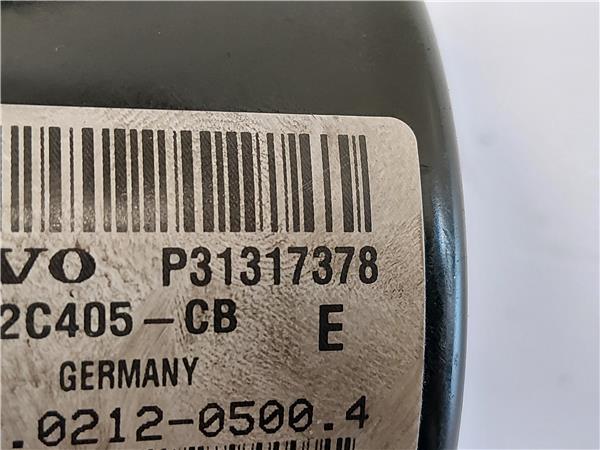 VO P31317378
2C405-CB E
GERMANY
.0212-0500.4